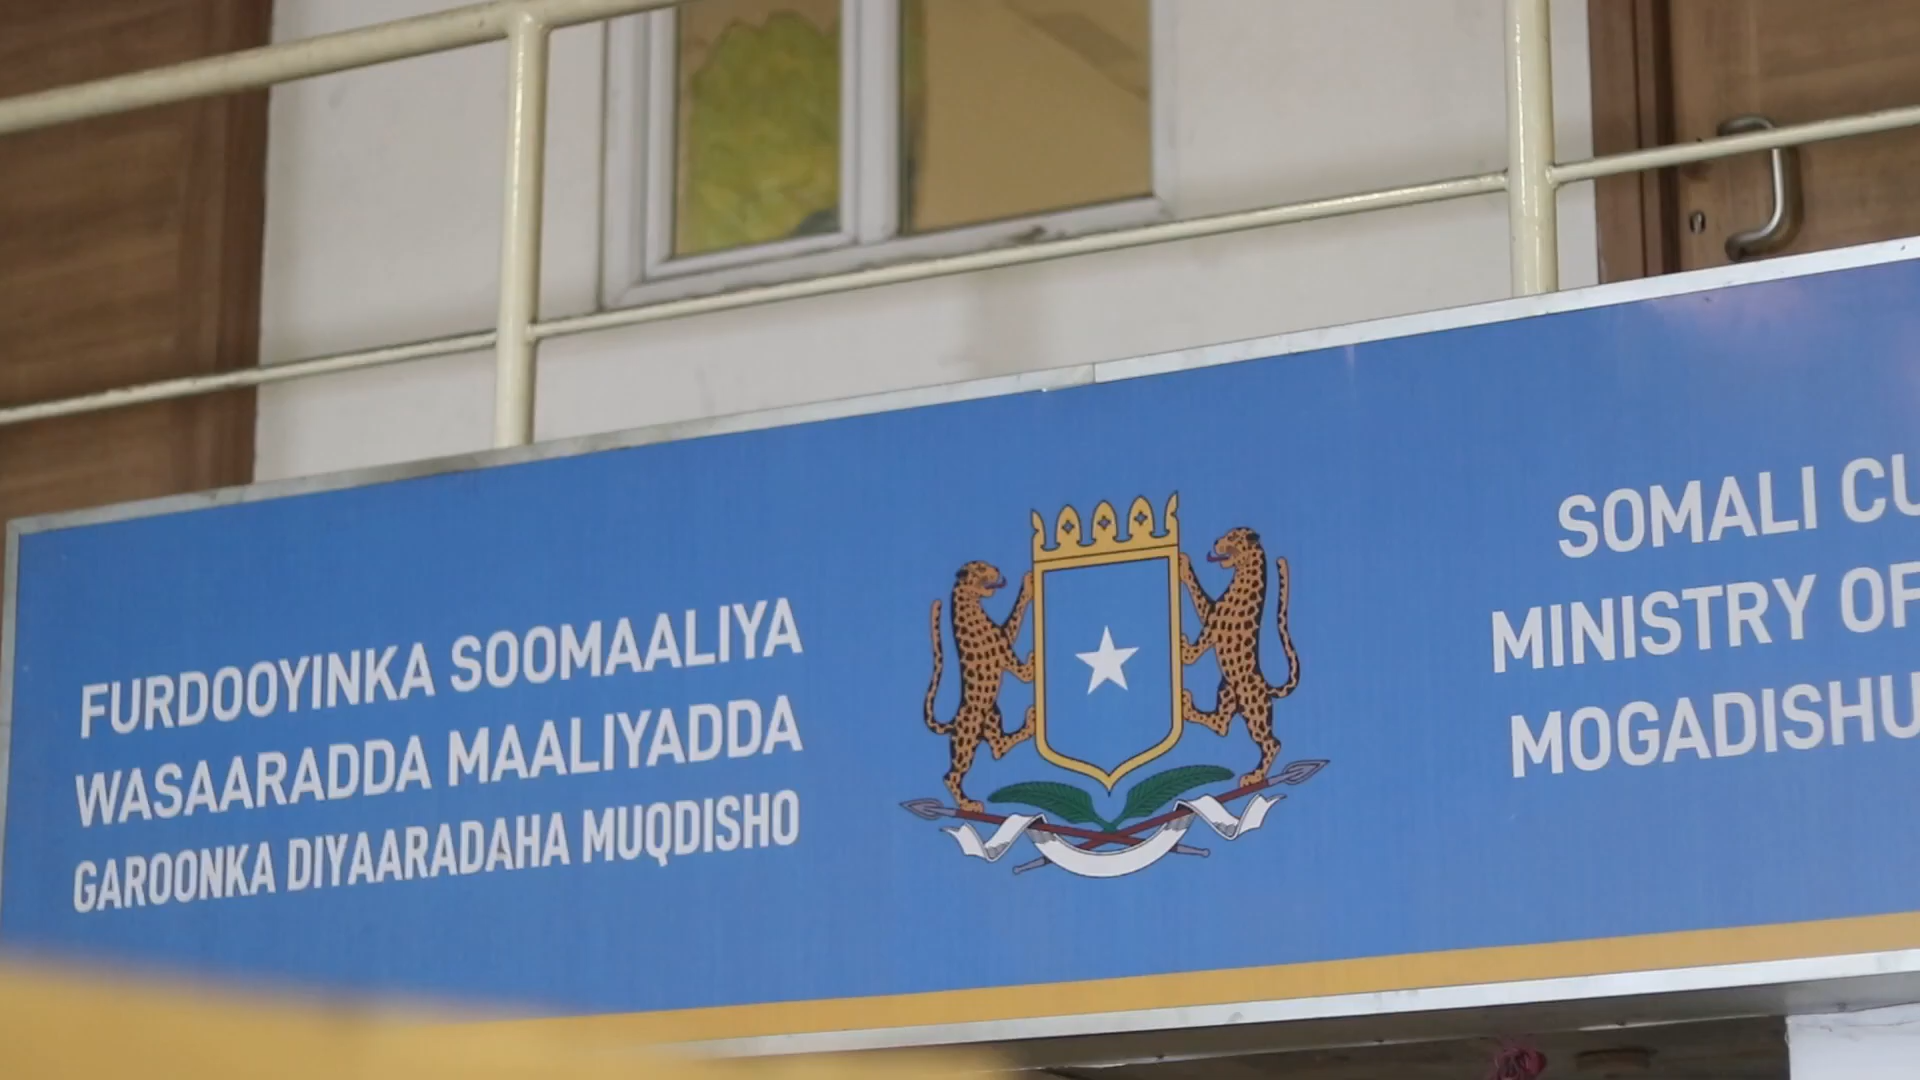 FURDOOYINKA SOOMAALIYA
WASAARADDA MAALIYADDA
GAROONKA DIYAARADAHA MUQDISHO
SOMALI CU
MINISTRY OF
MOGADISHU